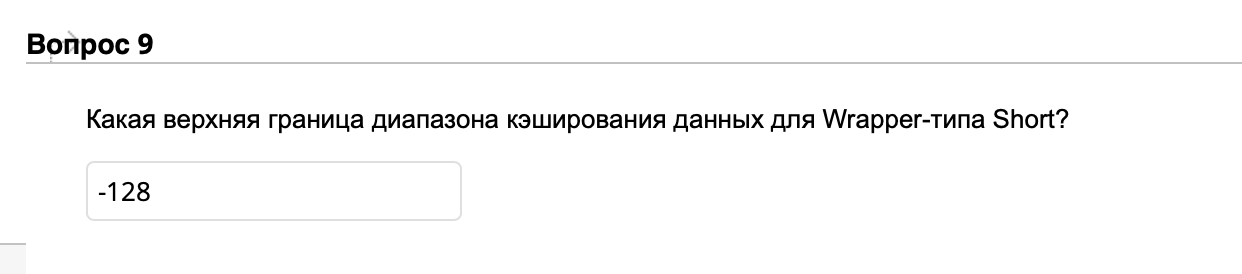 Вопрос 9
Какая верхняя граница диапазона кэширования данных для Wrapper-типа Short?
-128